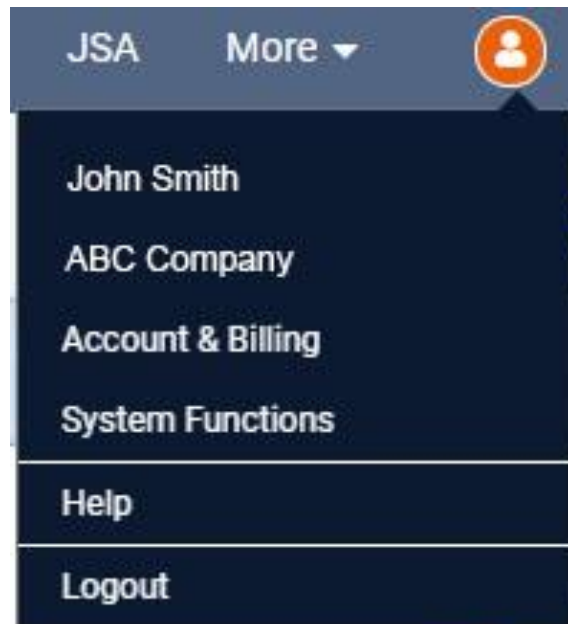 JSA More
John Smith
ABC Company
Account & Billing
System Functions
Help
Logout